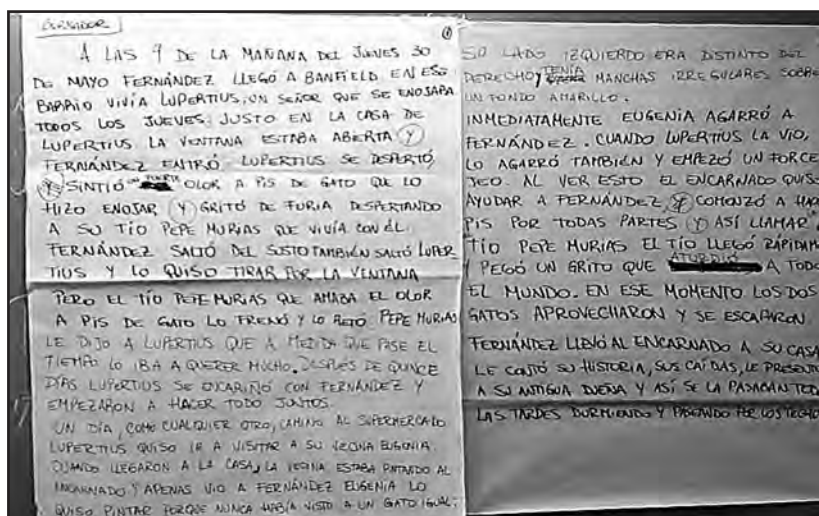 BORRADOR
①
A LAS 9 DE LA MAÑANA DEL JUEVES 30
DE MAYO FERNÁNDEZ LLEGÓ A BANFIELD EN ESE
BARRIO VIVÍA LUPERTIUS, UN SEÑOR QUE SE ENOJABA
TODOS LOS JUEVES. JUSTO EN LA CASA DE
LUPERTIUS LA VENTANA ESTABA ABIERTA Y
FERNÁNDEZ ENTRÓ. LUPERTIUS SE DESPERTÓ,
Y SINTIÓ UN FUERTE OLOR A PIS DE GATO QUE LO
HIZO ENOJAR Y GRITÓ DE FURIA DESPERTANDO
A SU TÍO PEPE MURIAS QUE VIVÍA CON ÉL.
FERNÁNDEZ SALTÓ DEL SUSTO TAMBIÉN SALTÓ LUPER
TIUS Y LO QUISO TIRAR POR LA VENTANA
PERO EL TÍO PEPE MURIAS QUE AMABA EL OLOR
A PIS DE GATO LO FRENÓ Y LO RETÓ. PEPE MURIAS
LE DIJO A LUPERTIUS QUE A MEDIDA QUE PASE EL
TIEMPO LO IBA A QUERER MUCHO. DESPUÉS DE QUINCE
DÍAS LUPERTIUS SE ENCARIÑÓ CON FERNÁNDEZ Y
EMPEZARON A HACER TODO JUNTOS.
UN DÍA, COMO CUALQUIER OTRO, CAMINO AL SUPERMERCADO
LUPERTIUS QUISO IR A VISITAR A SU VECINA EUGENIA.
CUANDO LLEGARON A LA CASA, LA VECINA ESTABA PINTANDO AL
ENCARNADO Y APENAS VIO A FERNÁNDEZ EUGENIA LO
QUISO PINTAR PORQUE NUNCA HABÍA VISTO A UN GATO IGUAL:
SU LADO IZQUIERDO ERA DISTINTO DEL
DERECHO, TENÍA MANCHAS IRREGULARES SOBRE
UN FONDO AMARILLO.
INMEDIATAMENTE EUGENIA AGARRÓ A
FERNÁNDEZ. CUANDO LUPERTIUS LA VIO,
LO AGARRÓ TAMBIÉN Y EMPEZÓ UN FORCE
JEO. AL VER ESTO EL ENCARNADO QUISO
AYUDAR A FERNÁNDEZ Y COMENZÓ A HACE
PIS POR TODAS PARTES Y ASÍ LLAMAR
TÍO PEPE MURIAS EL TÍO LLEGÓ RÁPIDAM
Y PEGÓ UN GRITO QUE ATURDIÓ A TODO
EL MUNDO. EN ESE MOMENTO LOS DOS
GATOS APROVECHARON Y SE ESCAPARON
FERNÁNDEZ LLEVÓ AL ENCARNADO A SU CASA
LE CONTÓ SU HISTORIA, SUS CAÍDAS, LE PRESENTÓ
A SU ANTIGUA DUEÑA Y ASÍ SE LA PASABAN TODA
LAS TARDES DURMIENDO Y PASEANDO POR LOS TECHO